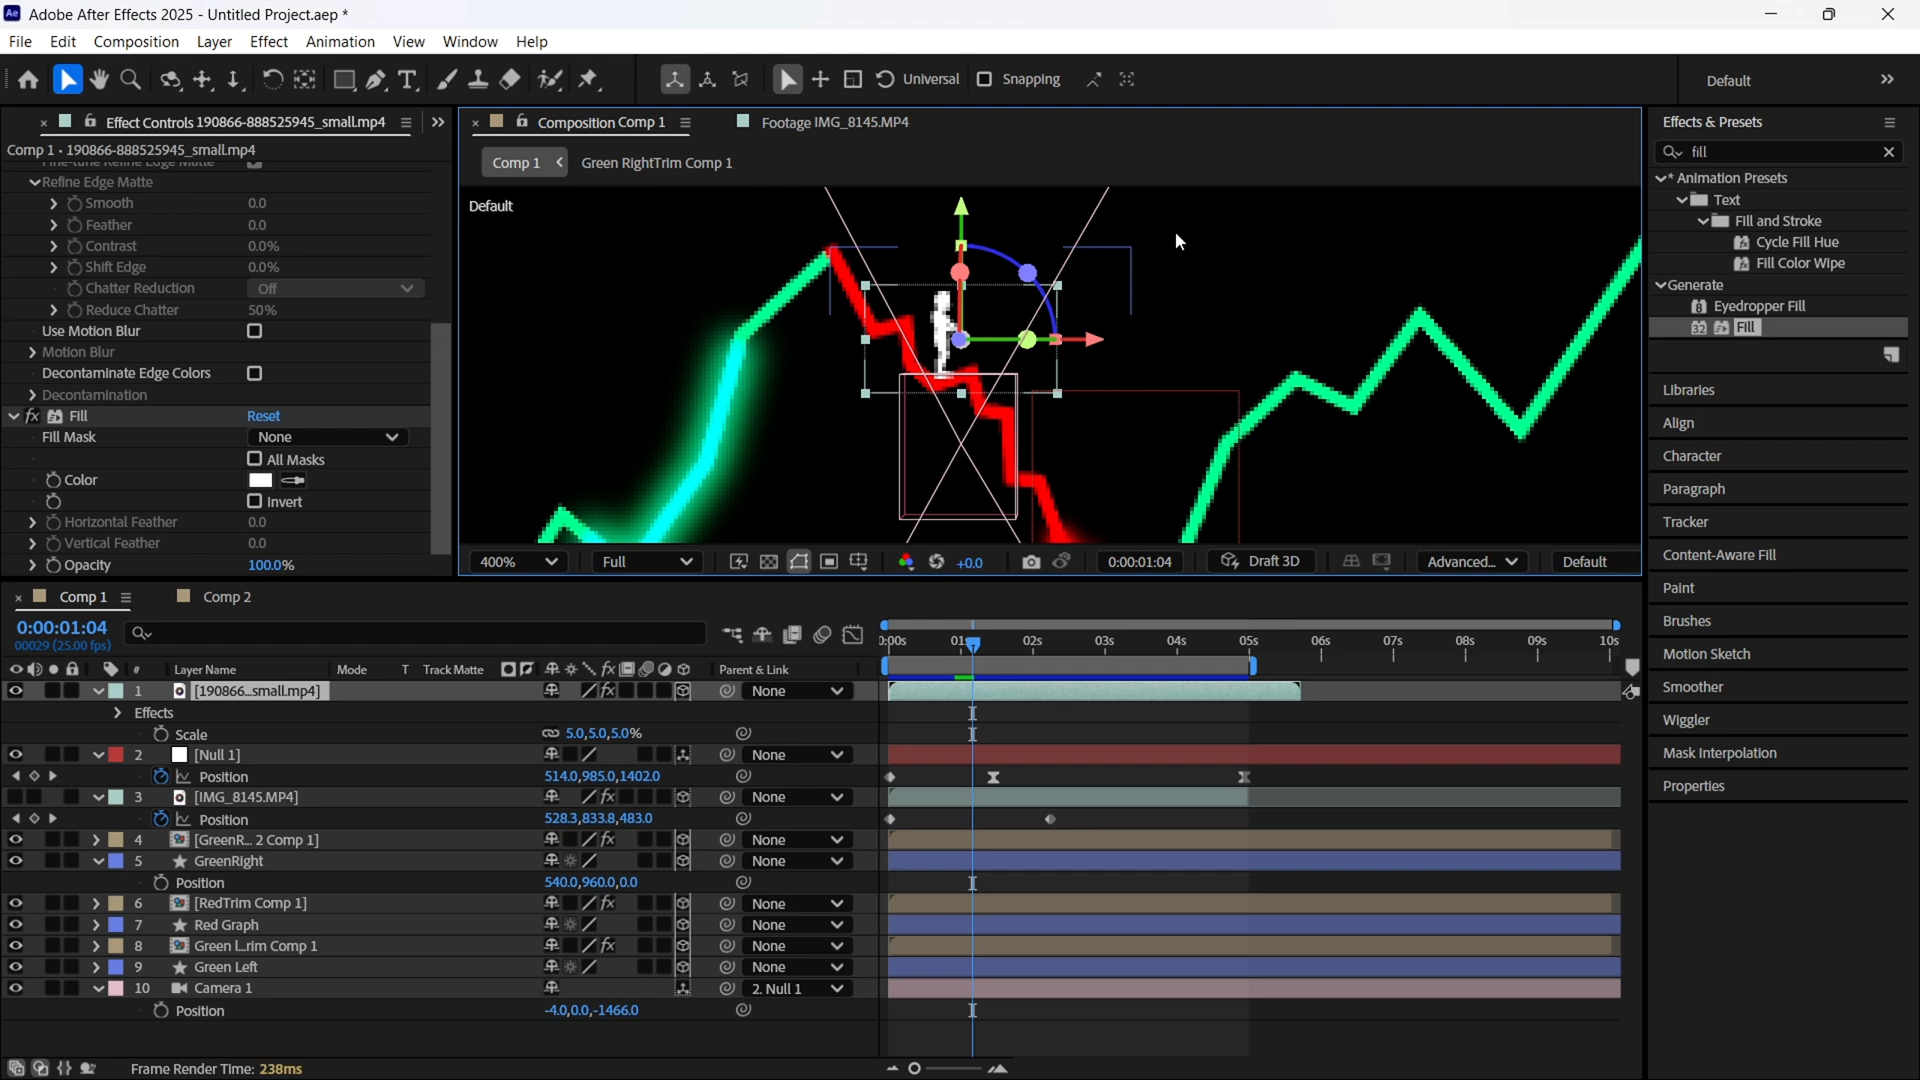 Adobe After Effects 2025 - Untitled Project.aep *
File Edit Composition Layer Effect Animation View Window Help
Universal Snapping Default
Effect Controls 190866-888525945_small.mp4
Comp 1 • 190866-888525945_small.mp4
Refine Edge Matte
Smooth 0.0
Feather 0.0
Contrast 0.0%
Shift Edge 0.0%
Chatter Reduction Off
Reduce Chatter 50%
Use Motion Blur
Motion Blur
Decontaminate Edge Colors
Decontamination
fx Fill Reset
Fill Mask None
All Masks
Color
Invert
Horizontal Feather 0.0
Vertical Feather 0.0
Opacity 100.0%
Composition Comp 1 Footage IMG_8145.MP4
Comp 1 Green RightTrim Comp 1
Default
400% Full +0.0 0:00:01:04 Draft 3D Advanced... Default
Effects & Presets
fill
* Animation Presets
Text
Fill and Stroke
Cycle Fill Hue
Fill Color Wipe
Generate
Eyedropper Fill
Fill
Libraries
Align
Character
Paragraph
Tracker
Content-Aware Fill
Paint
Brushes
Motion Sketch
Smoother
Wiggler
Mask Interpolation
Properties
Comp 1 Comp 2
0:00:01:04
00029 (25.00 fps)
0:00s 01s 02s 03s 04s 05s 06s 07s 08s 09s 10s
# Layer Name Mode T Track Matte Parent & Link
1 [190866...small.mp4] None
Effects
Scale 5.0,5.0,5.0%
2 [Null 1] None
Position 514.0,985.0,1402.0
3 [IMG_8145.MP4] None
Position 528.3,833.8,483.0
4 [GreenR... 2 Comp 1] None
5 GreenRight None
Position 540.0,960.0,0.0
6 [RedTrim Comp 1] None
7 Red Graph None
8 Green l...rim Comp 1 None
9 Green Left None
10 Camera 1 2. Null 1
Position -4.0,0.0,-1466.0
Frame Render Time: 238ms